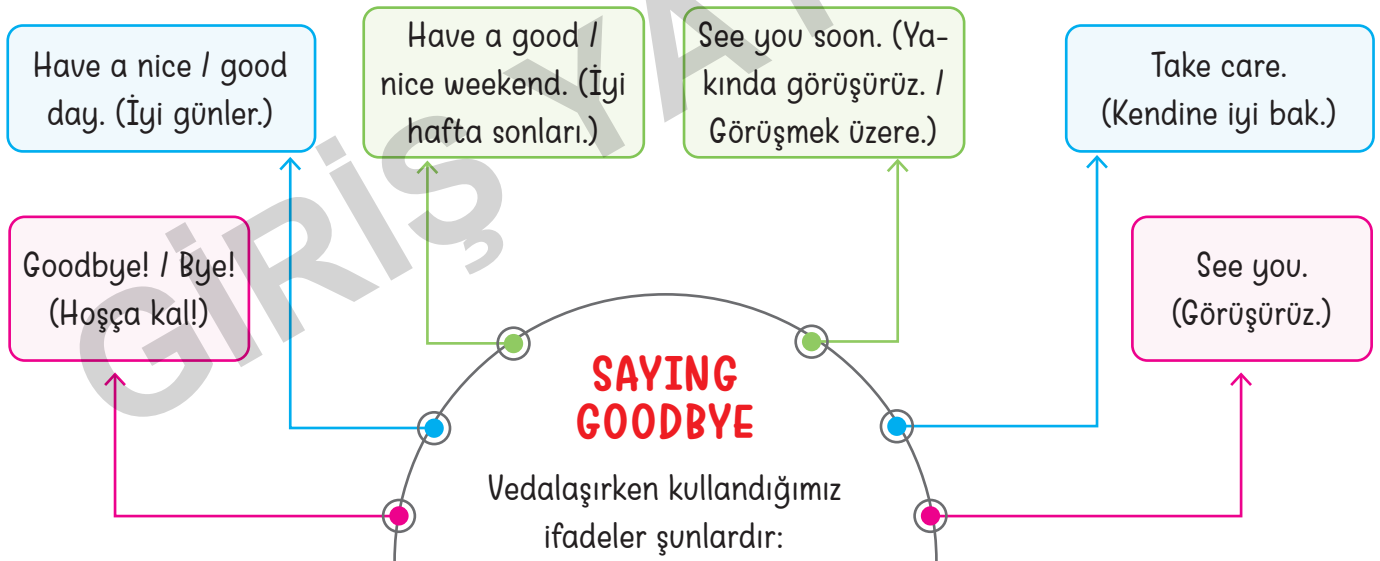 Have a nice / good
day. (İyi günler.)
Have a good /
nice weekend. (İyi
hafta sonları.)
See you soon. (Ya-
kında görüşürüz. /
Görüşmek üzere.)
Take care.
(Kendine iyi bak.)
Goodbye! / Bye!
(Hoşça kal!)
See you.
(Görüşürüz.)
SAYING
GOODBYE
Vedalaşırken kullandığımız
ifadeler şunlardır:
GİRİŞ